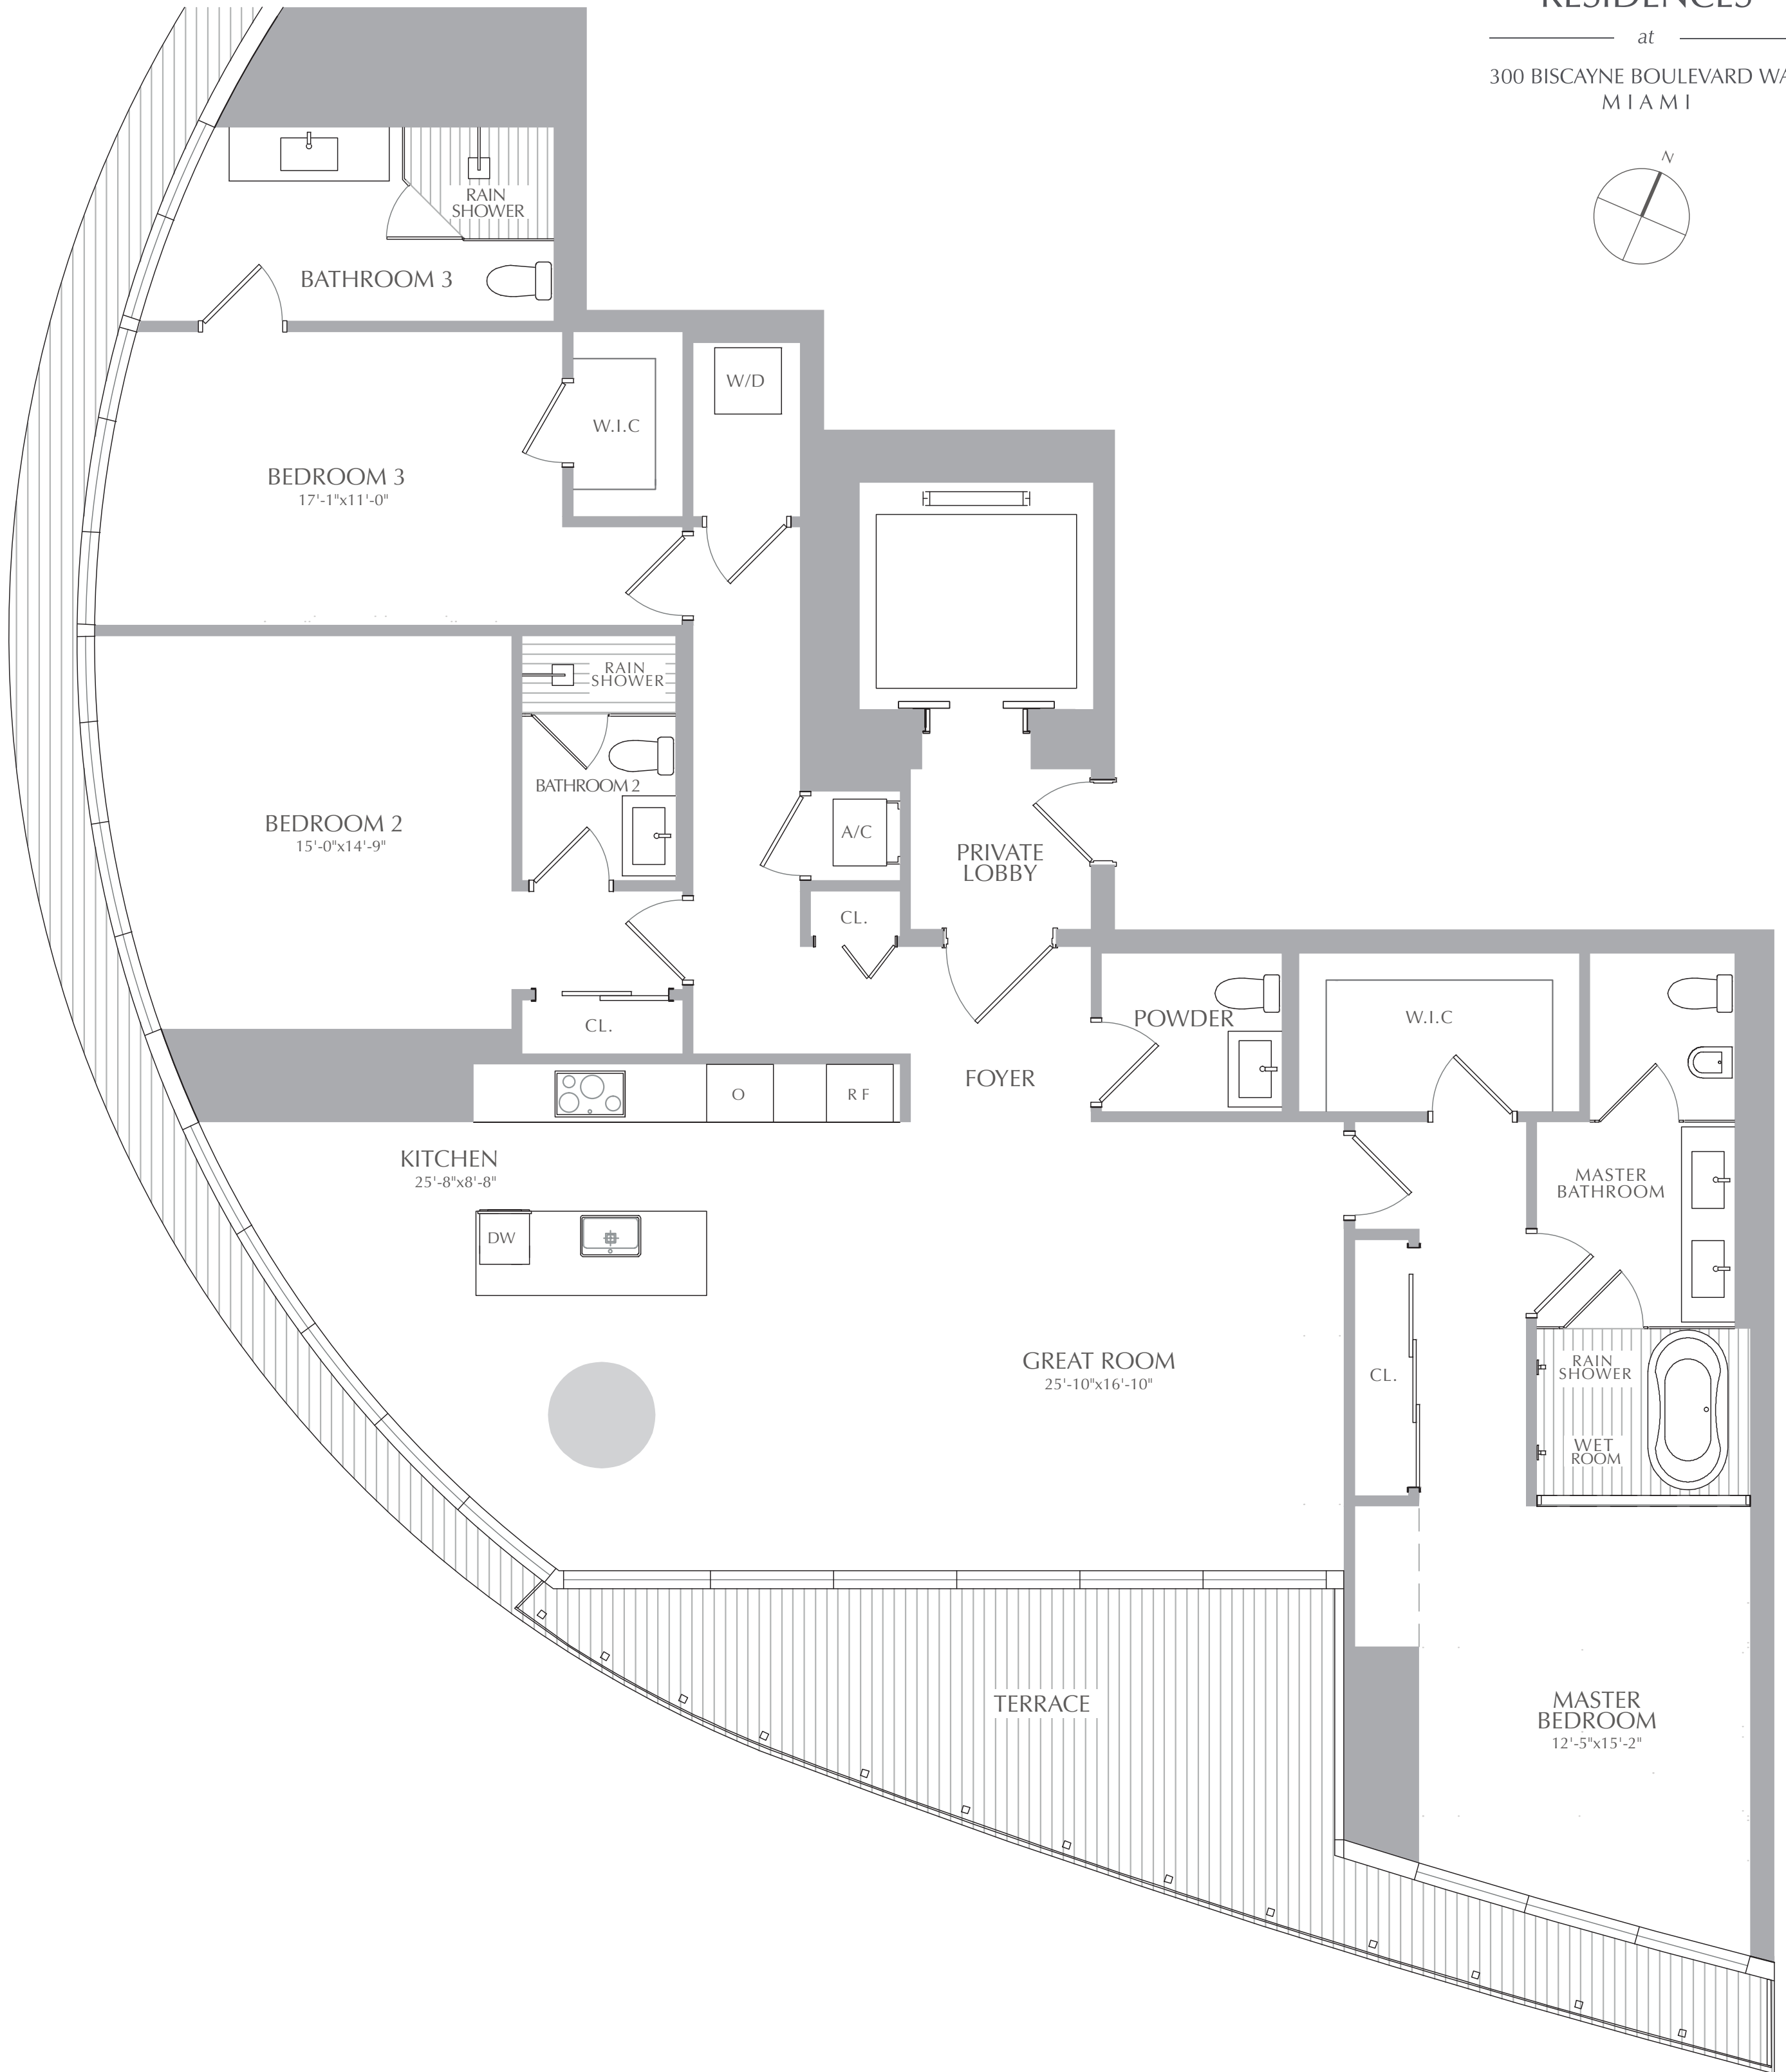 RESIDENCES
at
300 BISCAYNE BOULEVARD WA
MIAMI
N
RAIN
SHOWER
BATHROOM 3
W/D
W.I.C
BEDROOM 3
17'-1"x11'-0"
RAIN
SHOWER
BATHROOM 2
BEDROOM 2
15'-0"x14'-9"
A/C
PRIVATE
LOBBY
CL.
CL.
POWDER
W.I.C
FOYER
O
RF
KITCHEN
25'-8"x8'-8"
MASTER
BATHROOM
DW
GREAT ROOM
25'-10"x16'-10"
CL.
RAIN
SHOWER
WET
ROOM
TERRACE
MASTER
BEDROOM
12'-5"x15'-2"